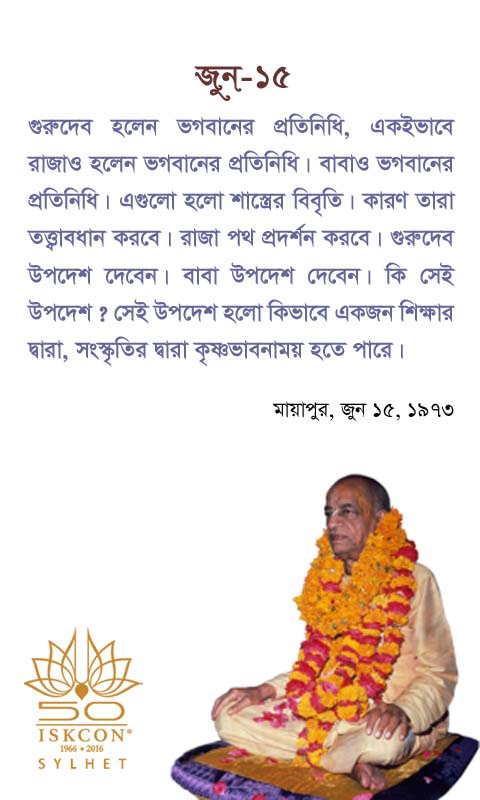 জুন-১৫
গুরুদেব হলেন ভগবানের প্রতিনিধি, একইভাবে
রাজাও হলেন ভগবানের প্রতিনিধি। বাবাও ভগবানের
প্রতিনিধি। এগুলো হলো শাস্ত্রের বিবৃতি। কারণ তারা
তত্ত্বাবধান করবে। রাজা পথ প্রদর্শন করবে। গুরুদেব
উপদেশ দেবেন। বাবা উপদেশ দেবেন। কি সেই
উপদেশ ? সেই উপদেশ হলো কিভাবে একজন শিক্ষার
দ্বারা, সংস্কৃতির দ্বারা কৃষ্ণভাবনাময় হতে পারে।
মায়াপুর, জুন ১৫, ১৯৭৩
50
ISKCON®
1966 • 2016
SYLHET